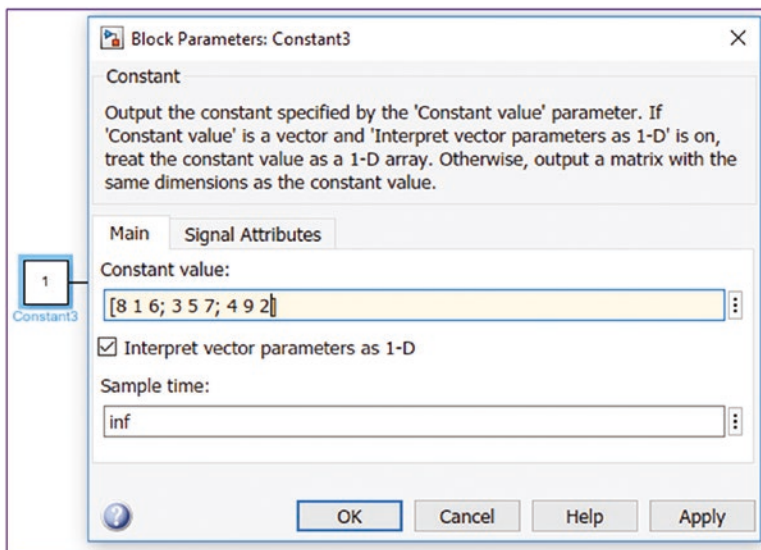 Block Parameters: Constant3
Constant
Output the constant specified by the 'Constant value' parameter. If
'Constant value' is a vector and 'Interpret vector parameters as 1-D' is on,
treat the constant value as a 1-D array. Otherwise, output a matrix with the
same dimensions as the constant value.
Main Signal Attributes
Constant value:
[8 1 6; 3 5 7; 4 9 2]
Interpret vector parameters as 1-D
Sample time:
inf
OK Cancel Help Apply
1
Constant3